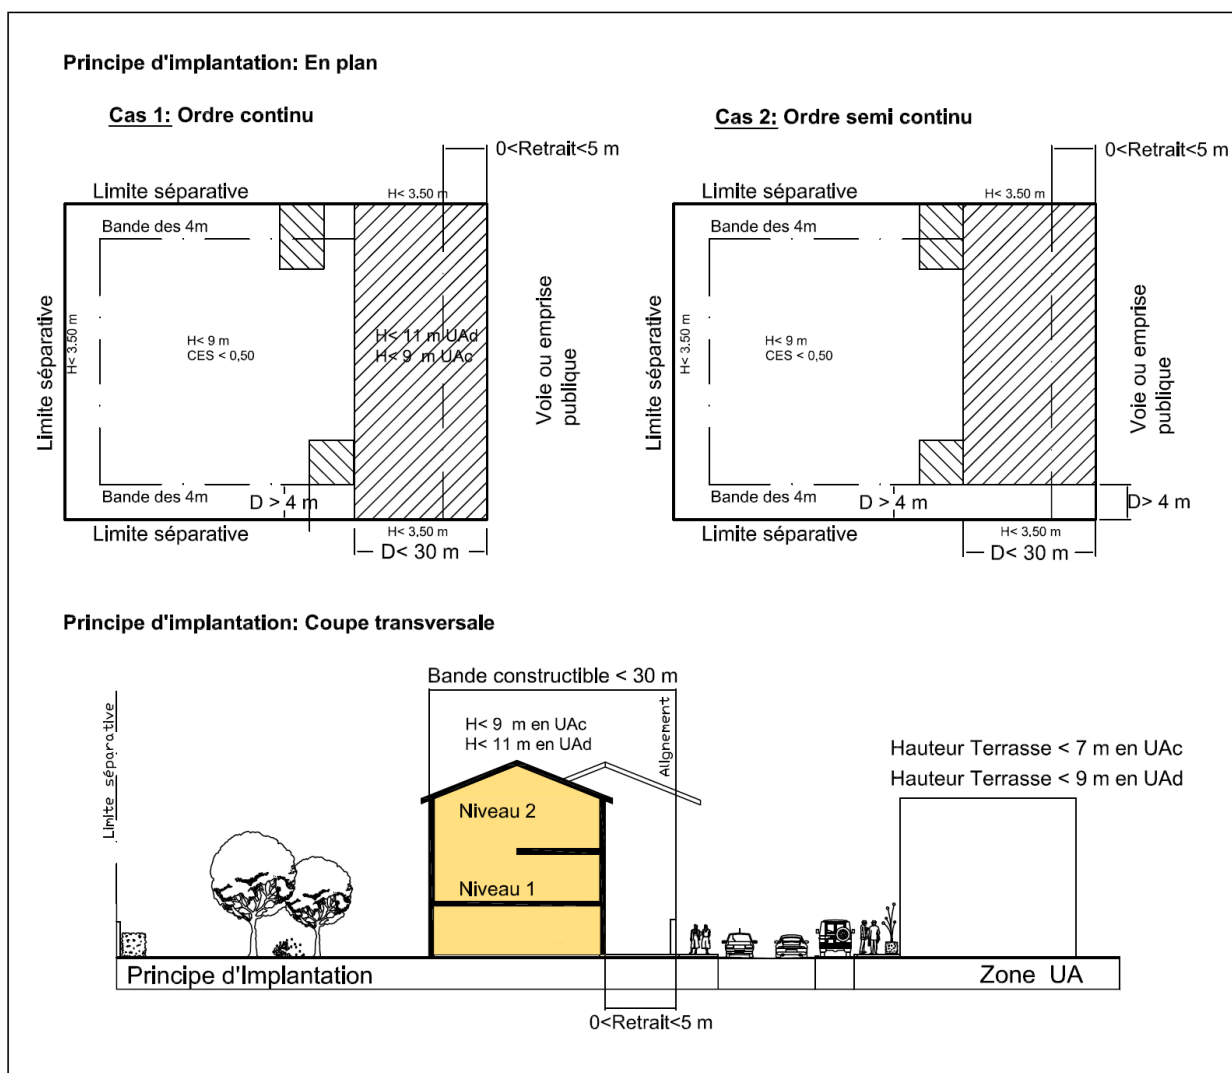 Principe d'implantation: En plan
Cas 1: Ordre continu
0<Retrait<5 m
Limite séparative
H< 3.50 m
Bande des 4m
Limite séparative
H< 3.50 m
H< 9 m
CES < 0,50
H< 11 m UAd
H< 9 m UAc
Voie ou emprise
publique
Bande des 4m
D > 4 m
Limite séparative
H< 3.50 m
D< 30 m
Cas 2: Ordre semi continu
0<Retrait<5 m
Limite séparative
H< 3.50 m
Bande des 4m
Limite séparative
H< 3.50 m
H< 9 m
CES < 0,50
Voie ou emprise
publique
Bande des 4m
D > 4 m
D> 4 m
Limite séparative
H< 3.50 m
D< 30 m
Principe d'implantation: Coupe transversale
Bande constructible < 30 m
Limite séparative
H< 9 m en UAc
H< 11 m en UAd
Alignement
Hauteur Terrasse < 7 m en UAc
Hauteur Terrasse < 9 m en UAd
Niveau 2
Niveau 1
Principe d'Implantation
Zone UA
0<Retrait<5 m